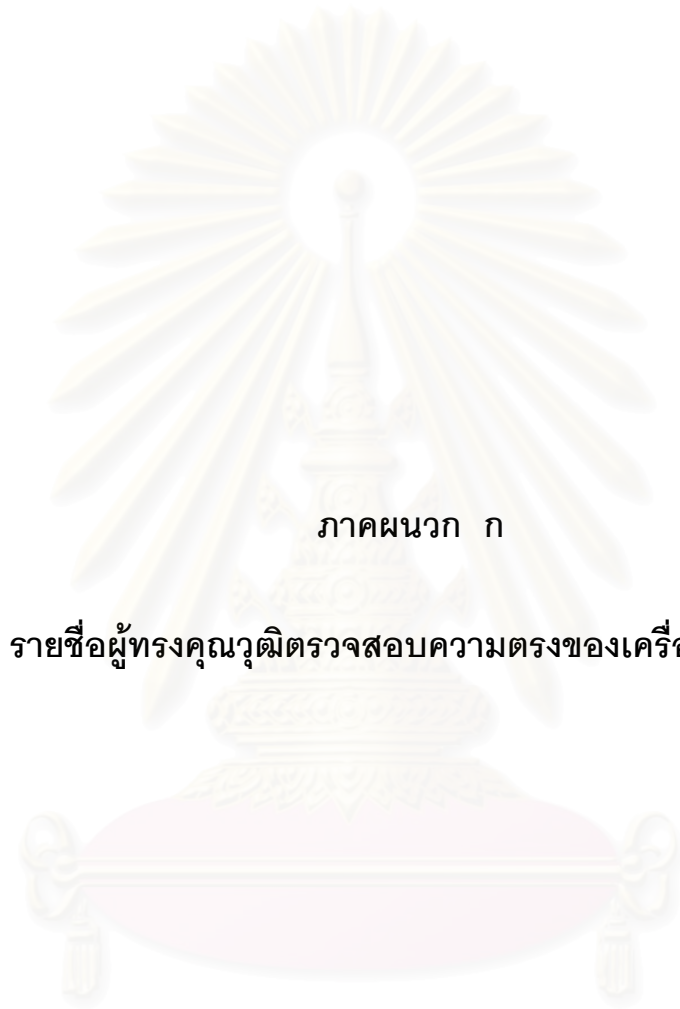 ภาคผนวก ก
รายชื่อผู้ทรงคุณวุฒิตรวจสอบความตรงของ